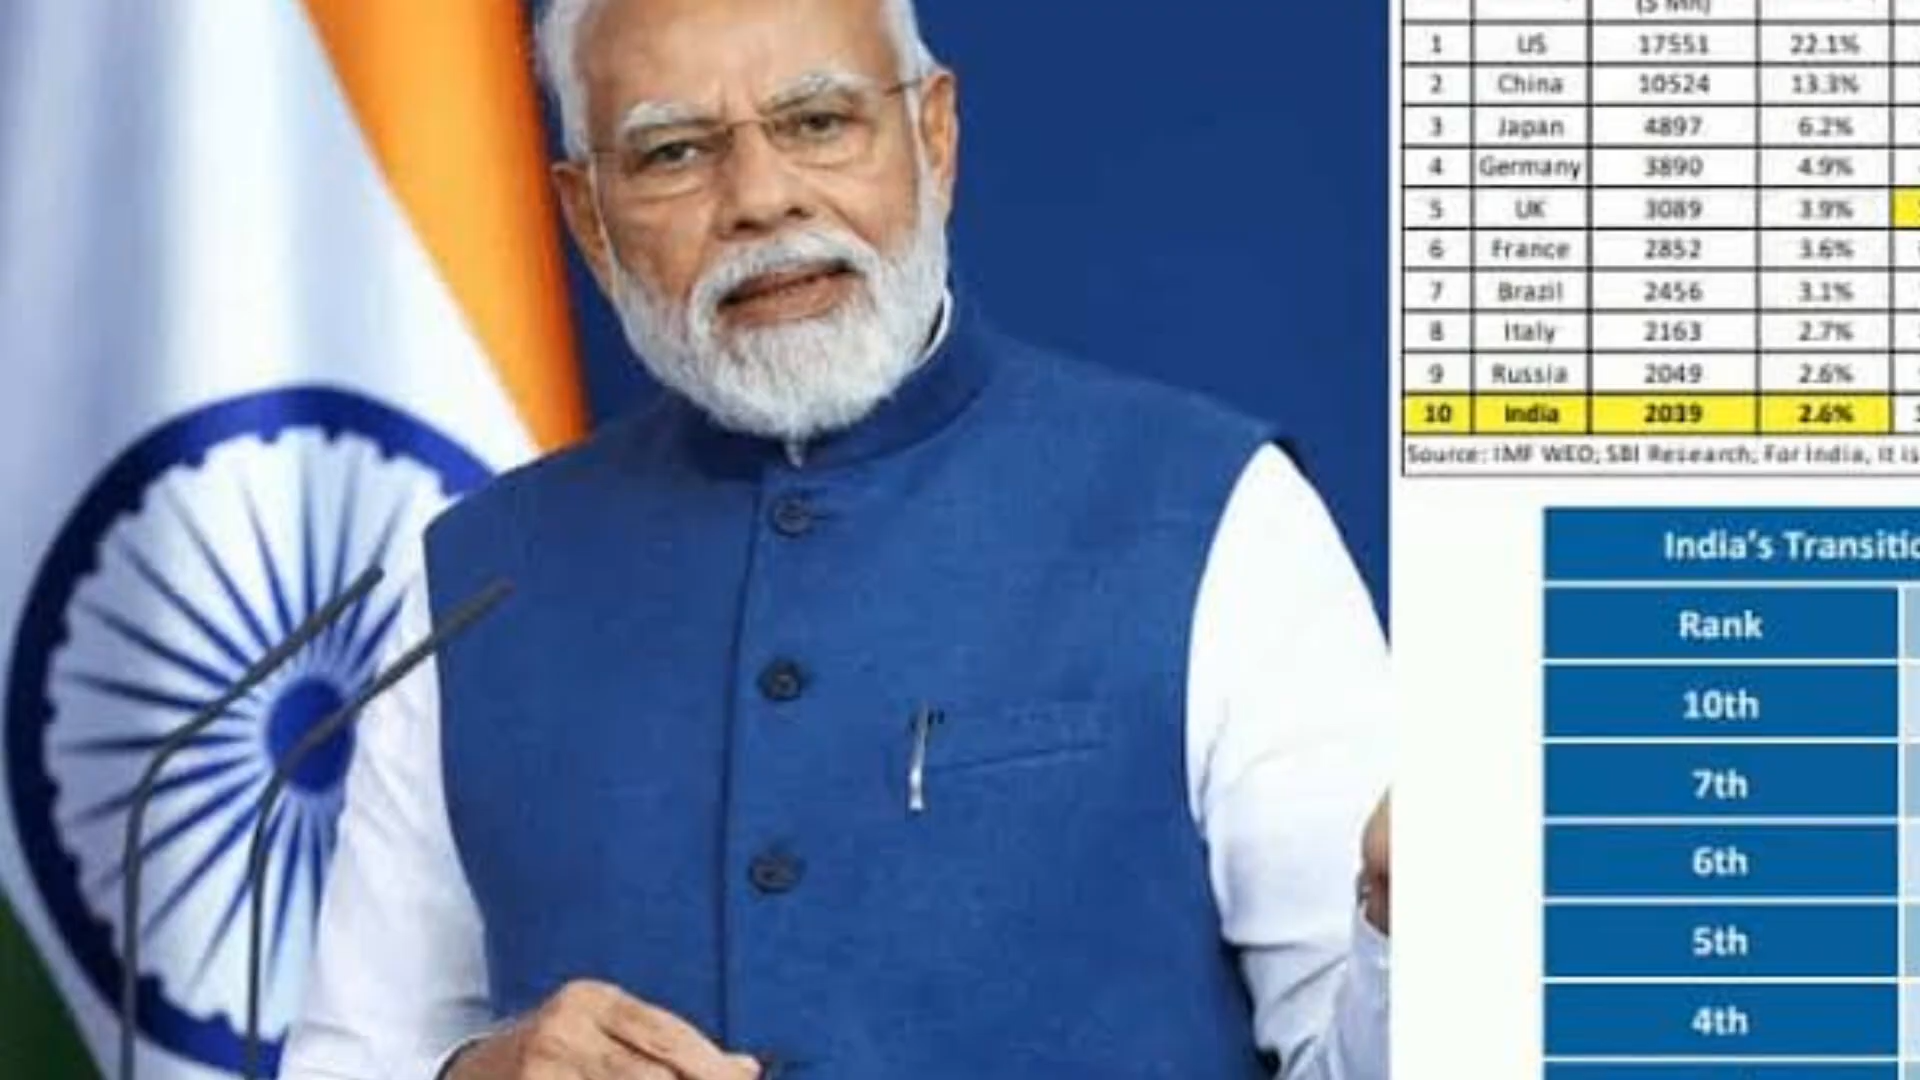 ($ Mn)
1 US 17551 22.1%
2 China 10524 13.3%
3 Japan 4897 6.2%
4 Germany 3890 4.9%
5 UK 3089 3.9%
6 France 2852 3.6%
7 Brazil 2456 3.1%
8 Italy 2163 2.7%
9 Russia 2049 2.6%
10 India 2039 2.6%
Source: IMF WEO; SBI Research; For India, it is
India's
Rank
10th
7th
6th
5th
4th